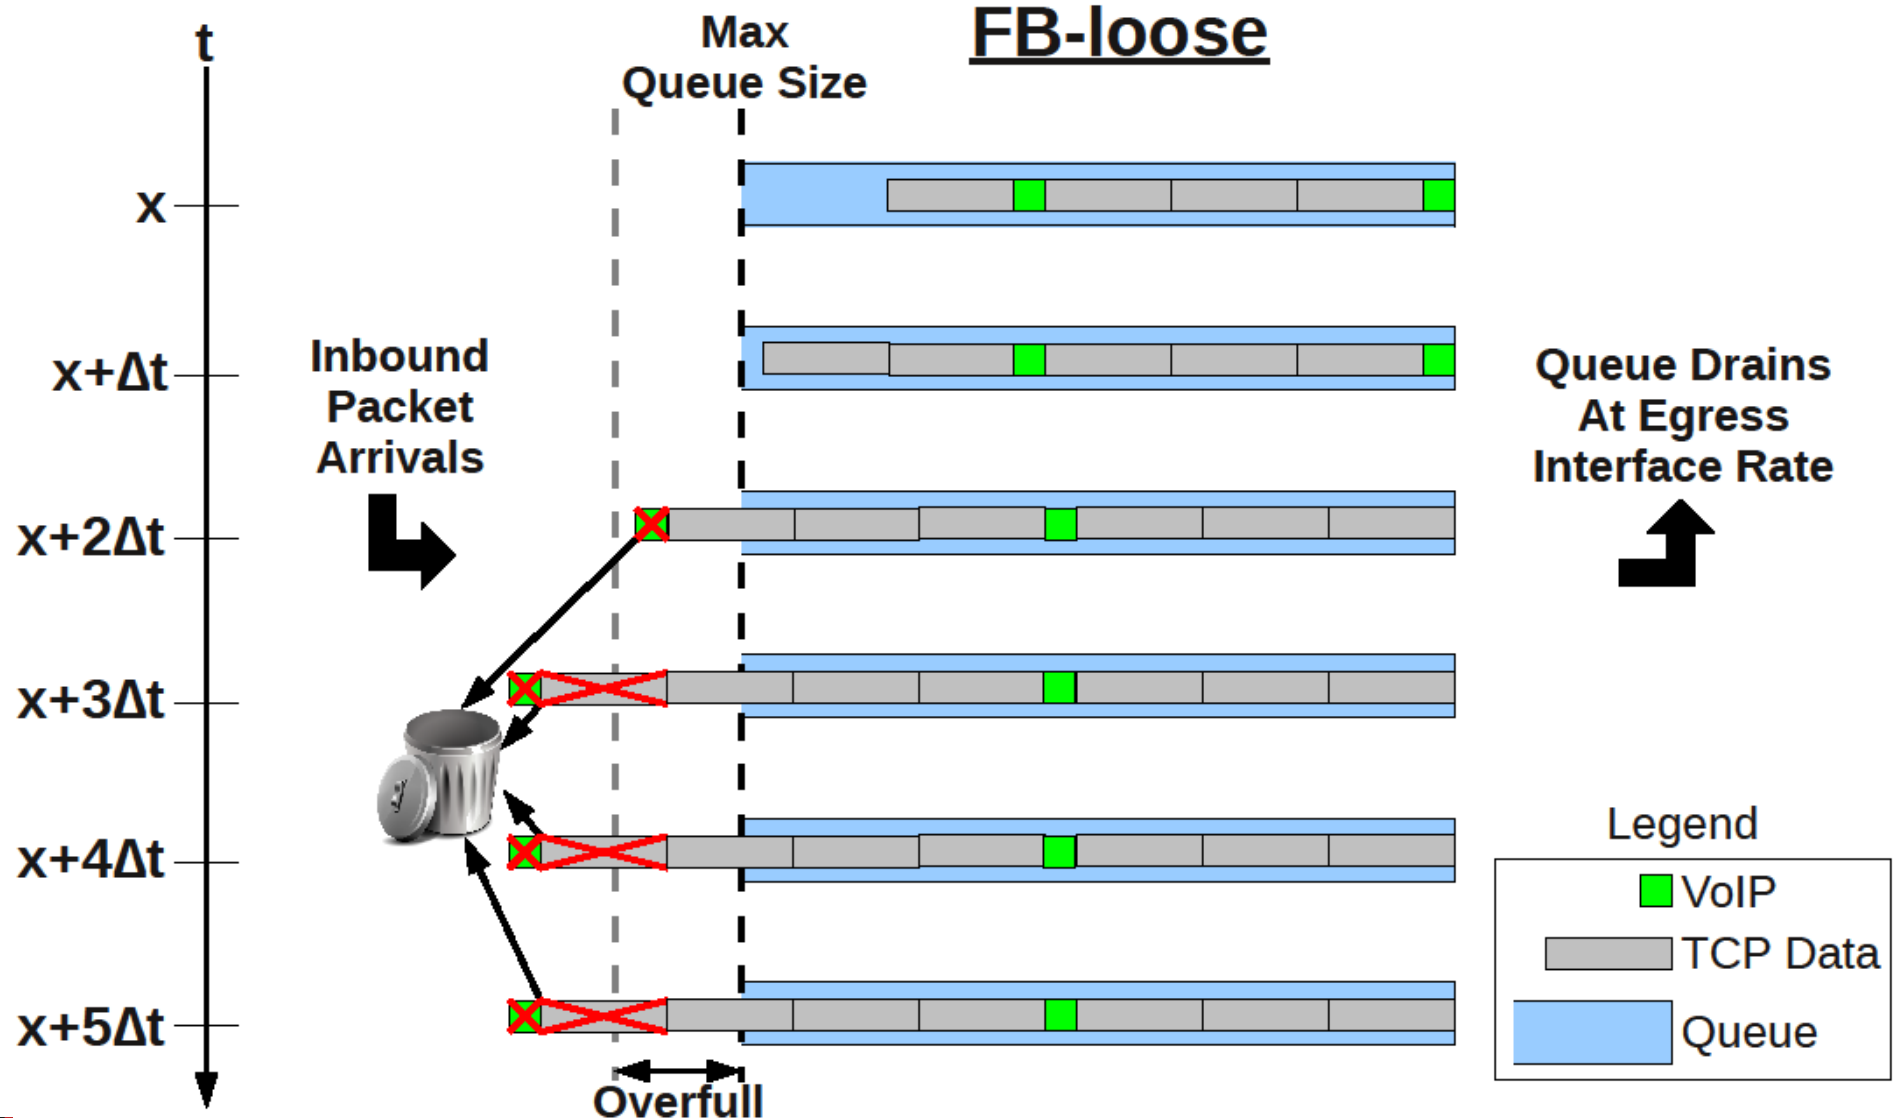 t
Max
Queue Size
FB-loose
x
x+Δt
Inbound
Packet
Arrivals
Queue Drains
At Egress
Interface Rate
x+2Δt
x+3Δt
x+4Δt
x+5Δt
Overfull
Legend
VoIP
TCP Data
Queue